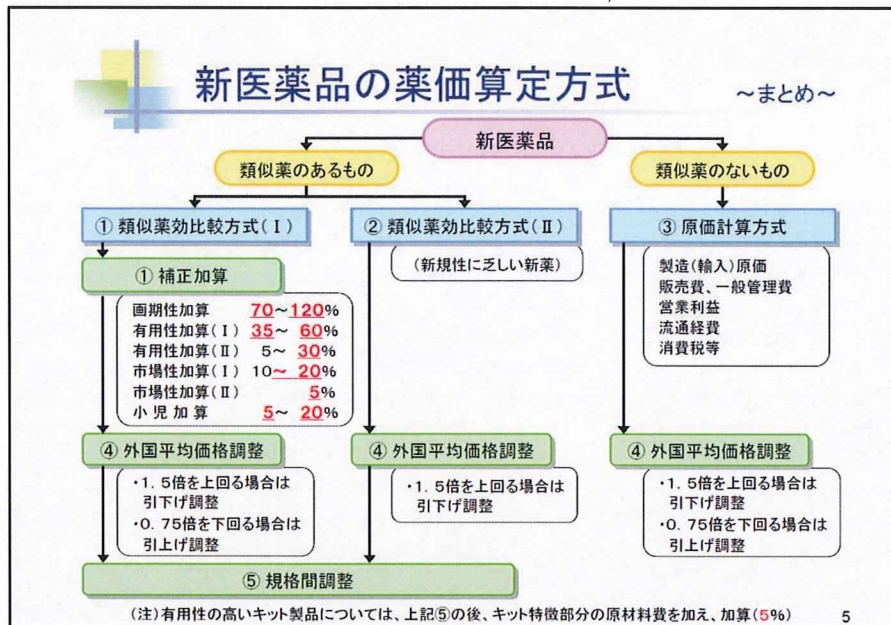 新医薬品の薬価算定方式 ~まとめ~
新医薬品
類似薬のあるもの
類似薬のないもの
① 類似薬効比較方式(Ⅰ)
② 類似薬効比較方式(Ⅱ)
③ 原価計算方式
① 補正加算
画期性加算 70~120%
有用性加算(Ⅰ) 35~ 60%
有用性加算(Ⅱ) 5~ 30%
市場性加算(Ⅰ) 10~ 20%
市場性加算(Ⅱ) 5%
小児加算 5~ 20%
(新規性に乏しい新薬)
製造(輸入)原価
販売費、一般管理費
営業利益
流通経費
消費税等
④ 外国平均価格調整
・1.5倍を上回る場合は
引下げ調整
・0.75倍を下回る場合は
引上げ調整
④ 外国平均価格調整
・1.5倍を上回る場合は
引下げ調整
④ 外国平均価格調整
・1.5倍を上回る場合は
引下げ調整
・0.75倍を下回る場合は
引上げ調整
⑤ 規格間調整
(注)有用性の高いキット製品については、上記⑤の後、キット特徴部分の原材料費を加え、加算(5%)
5